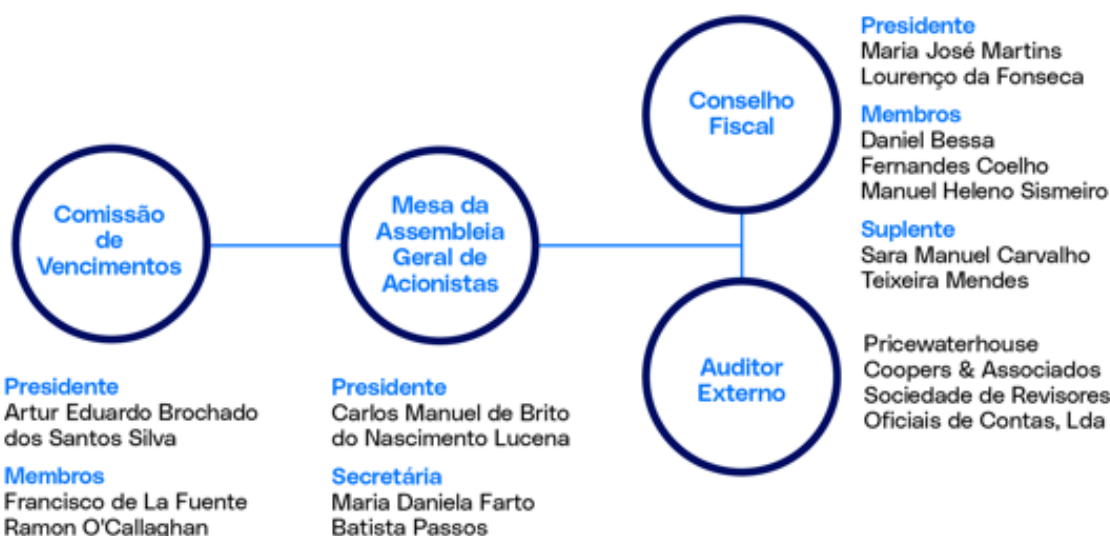 Comissão
de
Vencimentos
Presidente
Artur Eduardo Brochado
dos Santos Silva
Membros
Francisco de La Fuente
Ramon O'Callaghan
Mesa da
Assembleia
Geral de
Acionistas
Presidente
Carlos Manuel de Brito
do Nascimento Lucena
Secretária
Maria Daniela Farto
Batista Passos
Conselho
Fiscal
Presidente
Maria José Martins
Lourenço da Fonseca
Membros
Daniel Bessa
Fernandes Coelho
Manuel Heleno Sismeiro
Suplente
Sara Manuel Carvalho
Teixeira Mendes
Auditor
Externo
Pricewaterhouse
Coopers & Associados
Sociedade de Revisores
Oficiais de Contas, Lda